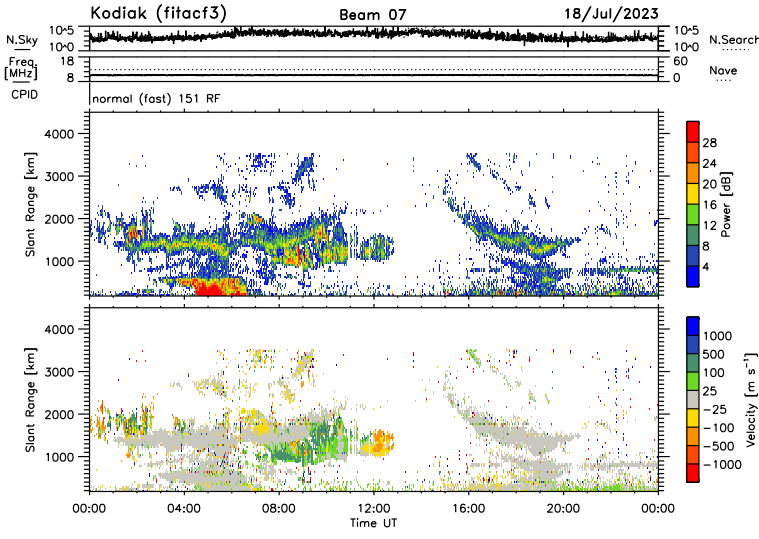 Kodiak (fitacf3) Beam 07 18/Jul/2023
N.Sky 10^5 10^0 10^5 10^0 N.Search
Freq. [MHz] 18 8 60 0 Nave
CPID normal (fast) 151 RF
Slant Range [km]
4000
3000
2000
1000
28
24
20
16
12
8
4
Power [dB]
Slant Range [km]
4000
3000
2000
1000
1000
500
100
25
−25
−100
−500
−1000
Velocity [m s⁻¹]
00:00 04:00 08:00 12:00 16:00 20:00 00:00
Time UT